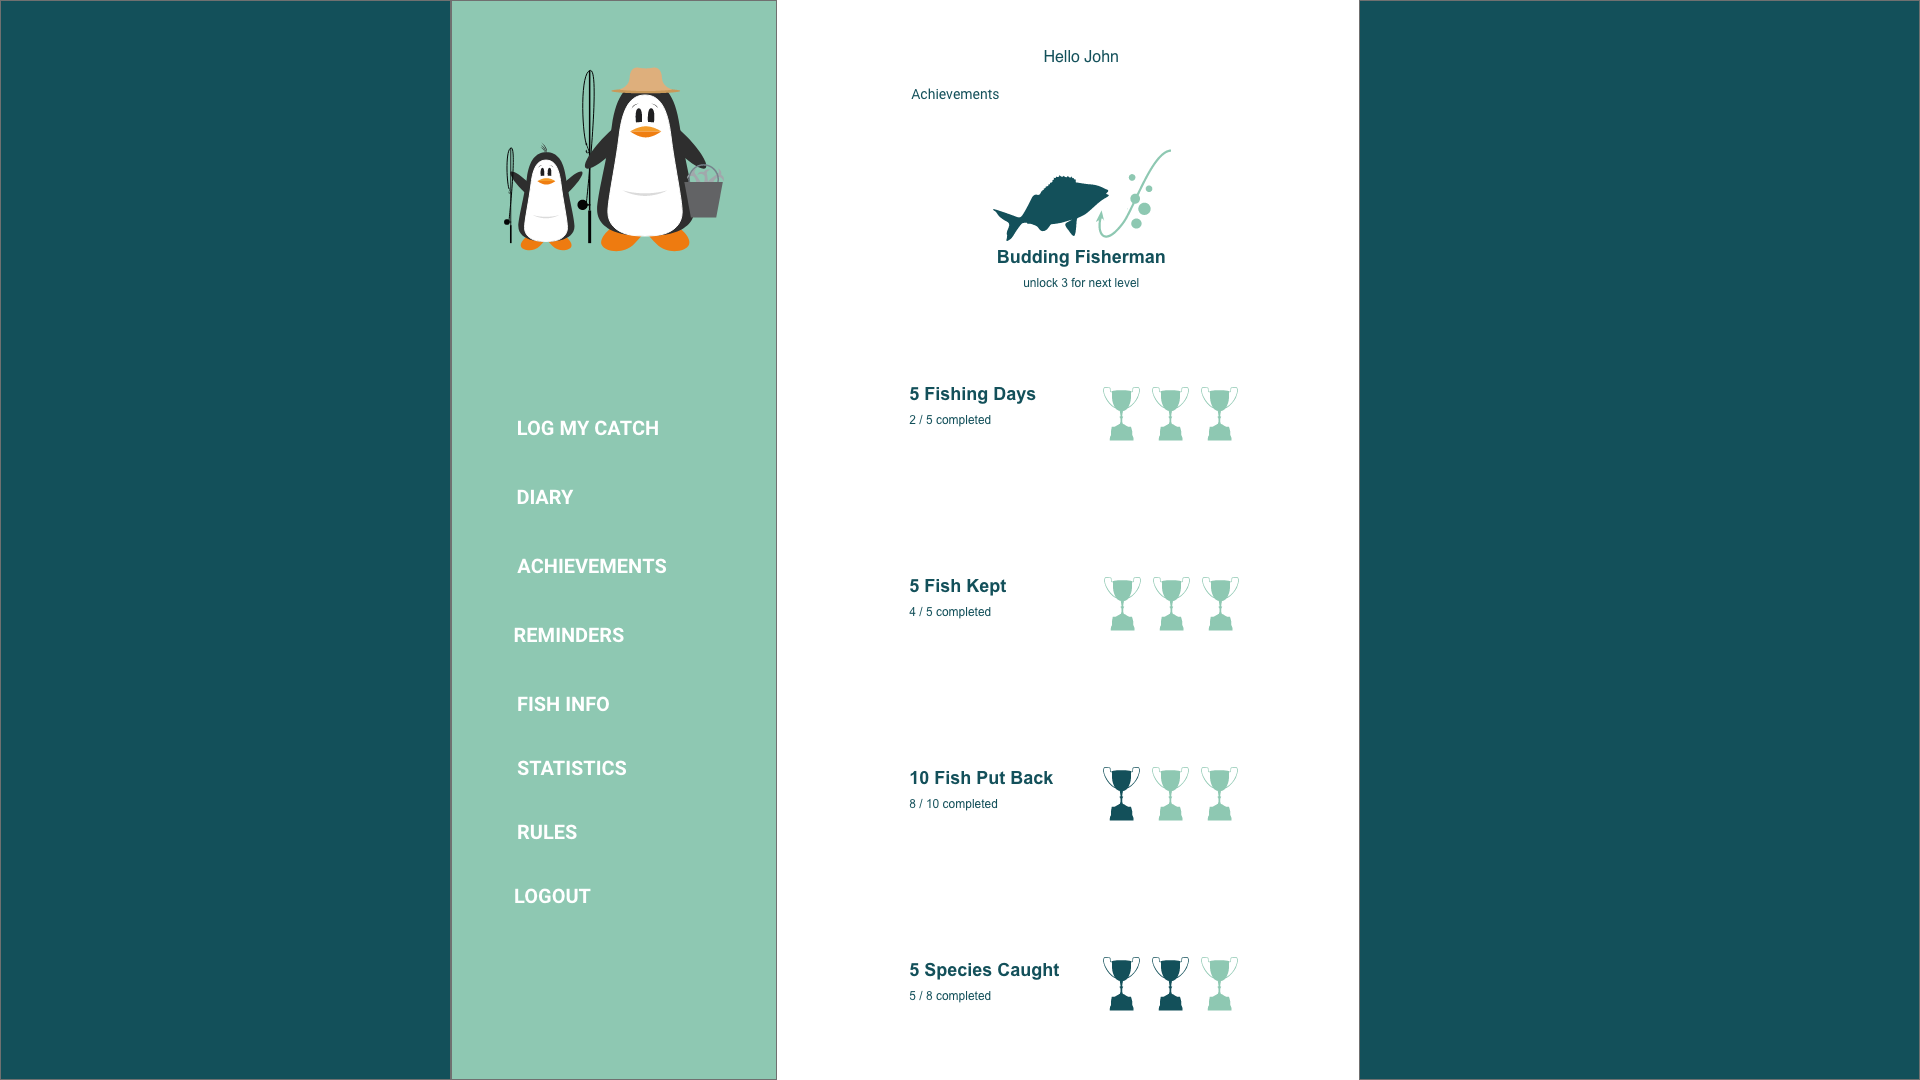 LOG MY CATCH
DIARY
ACHIEVEMENTS
REMINDERS
FISH INFO
STATISTICS
RULES
LOGOUT
Hello John
Achievements
Budding Fisherman
unlock 3 for next level
5 Fishing Days
2 / 5 completed
5 Fish Kept
4 / 5 completed
10 Fish Put Back
8 / 10 completed
5 Species Caught
5 / 8 completed